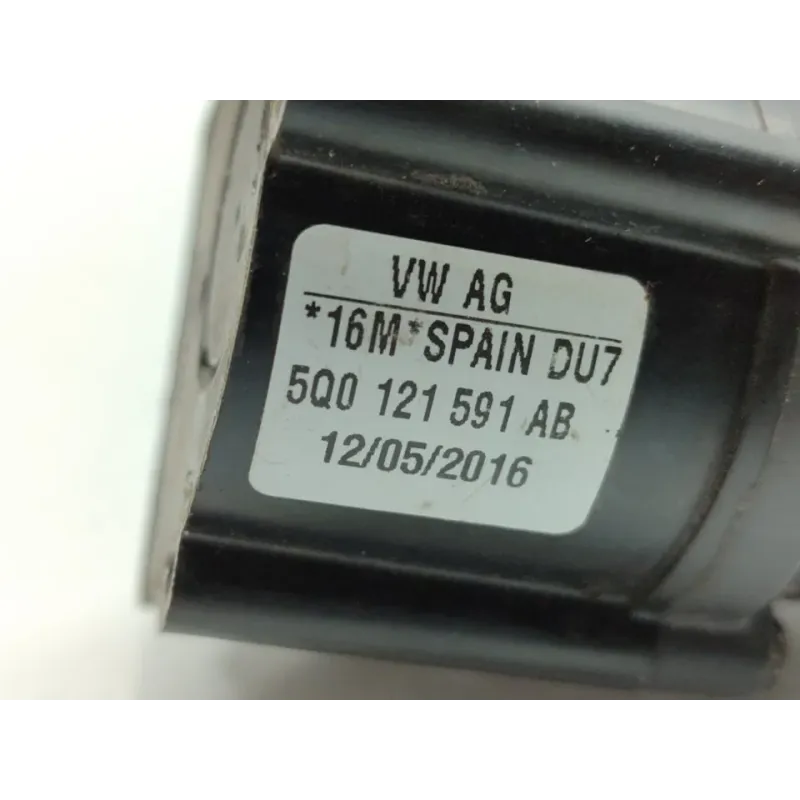 VW AG
*16M*SPAIN DU7
5Q0 121 591 AB
12/05/2016